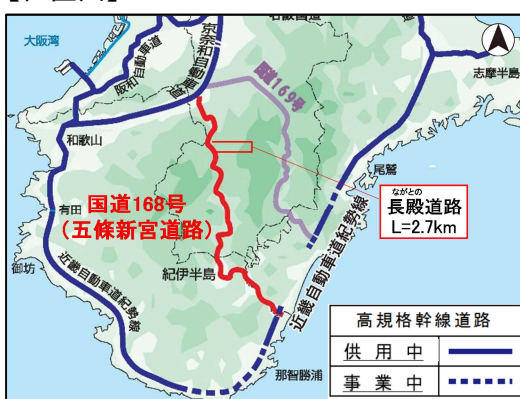 大阪湾
阪和自動車道
京奈和自動車道
名阪国道
国道169号
志摩半島
和歌山
尾鷲
有田
国道168号
(五條新宮道路)
ながとの
長殿道路
L=2.7km
御坊
紀伊半島
近畿自動車道紀勢線
近畿自動車道紀勢線
那智勝浦
高規格幹線道路
供用中
事業中